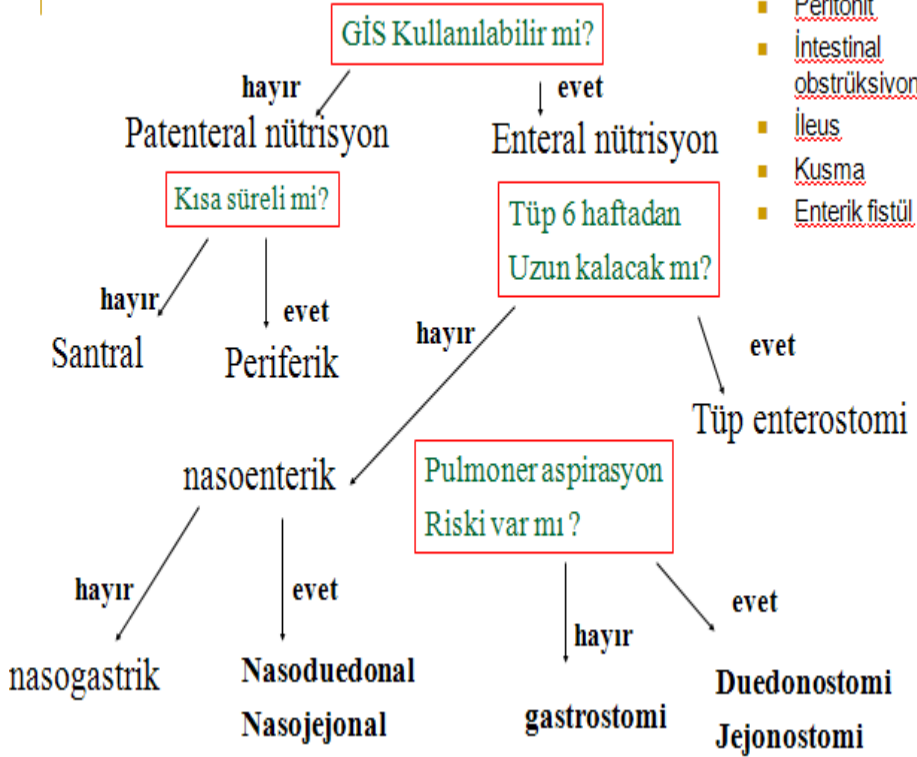 GİS Kullanılabilir mi?
hayır
evet
Patenteral nütrisyon
Enteral nütrisyon
Kısa süreli mi?
Tüp 6 haftadan
Uzun kalacak mı?
hayır
evet
Santral
Periferik
hayır
evet
Tüp enterostomi
nasoenterik
Pulmoner aspirasyon
Riski var mı ?
hayır
evet
nasogastrik
Nasoduedonal
Nasojejonal
hayır
evet
gastrostomi
Duedonostomi
Jejonostomi
Peritonit
İntestinal
obstrüksiyon
İleus
Kusma
Enterik fistül